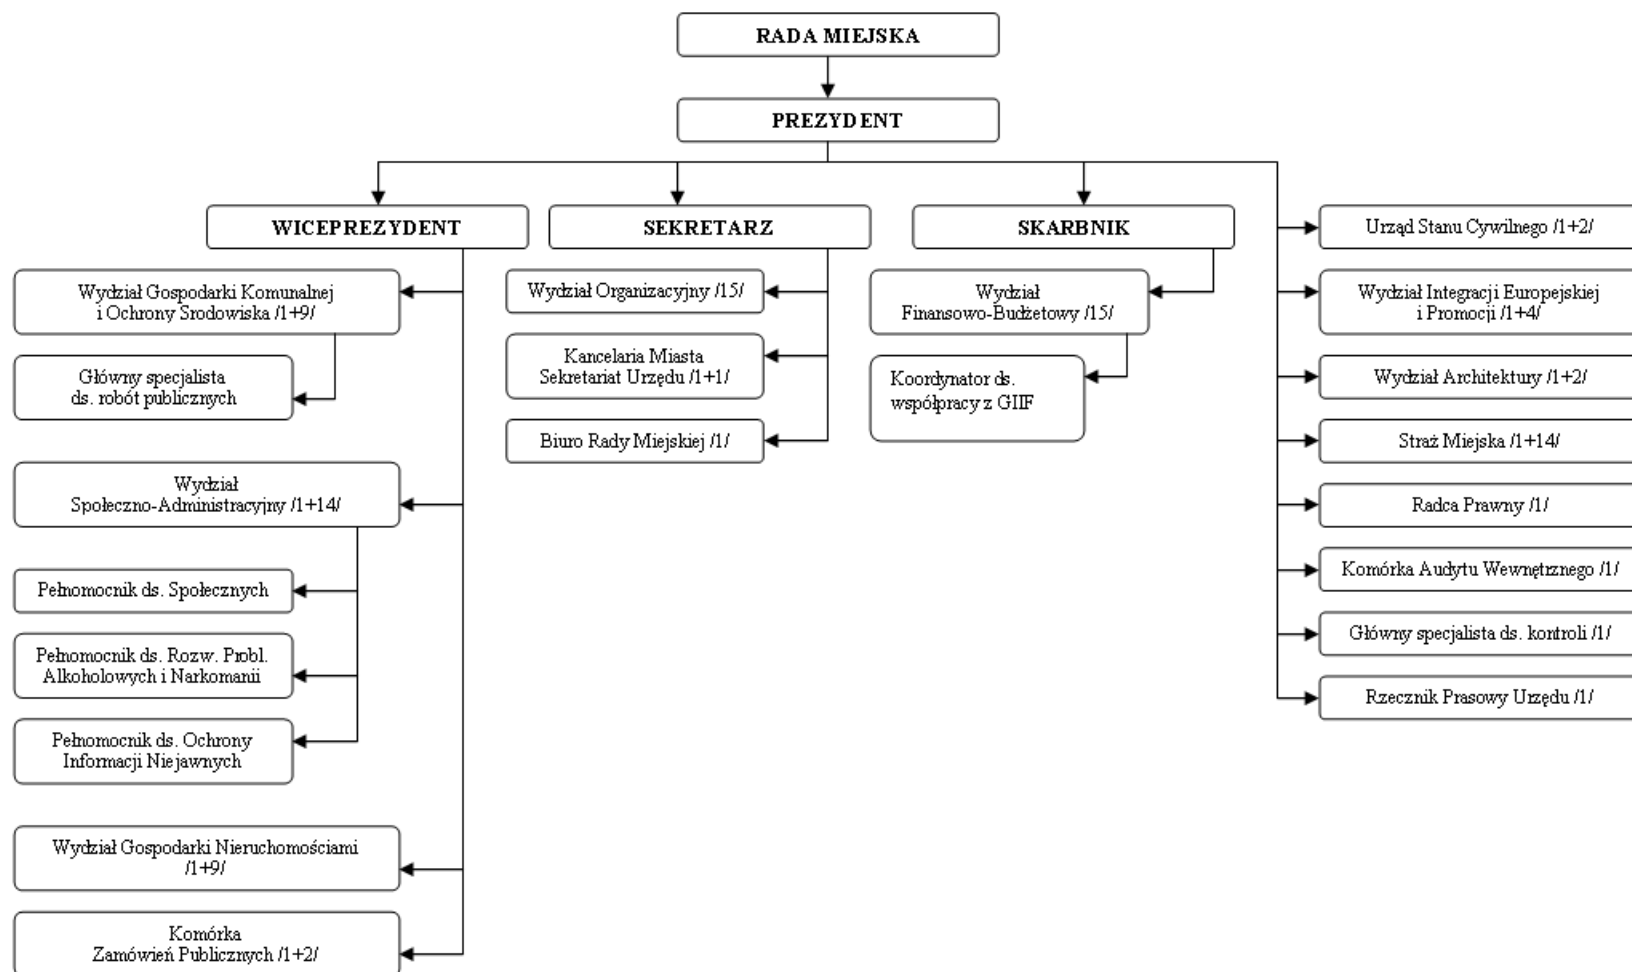 RADA MIEJSKA
PREZYDENT
WICEPREZYDENT
SEKRETARZ
SKARBNIK
Wydział Gospodarki Komunalnej
i Ochrony Srodowiska /1+9/
Główny specjalista
ds. robót publicznych
Wydział
Społeczno-Administracyjny /1+14/
Pełnomocnik ds. Społecznych
Pełnomocnik ds. Rozw. Probl.
Alkoholowych i Narkomanii
Pełnomocnik ds. Ochrony
Informacji Niejawnych
Wydział Gospodarki Nieruchomościami
/1+9/
Komórka
Zamówień Publicznych /1+2/
Wydział Organizacyjny /15/
Kancelaria Miasta
Sekretariat Urzędu /1+1/
Biuro Rady Miejskiej /1/
Wydział
Finansowo-Budżetowy /15/
Koordynator ds.
współpracy z GIIF
Urząd Stanu Cywilnego /1+2/
Wydział Integracji Europejskiej
i Promocji /1+4/
Wydział Architektury /1+2/
Straż Miejska /1+14/
Radca Prawny /1/
Komórka Audytu Wewnętrznego /1/
Główny specjalista ds. kontroli /1/
Rzecznik Prasowy Urzędu /1/